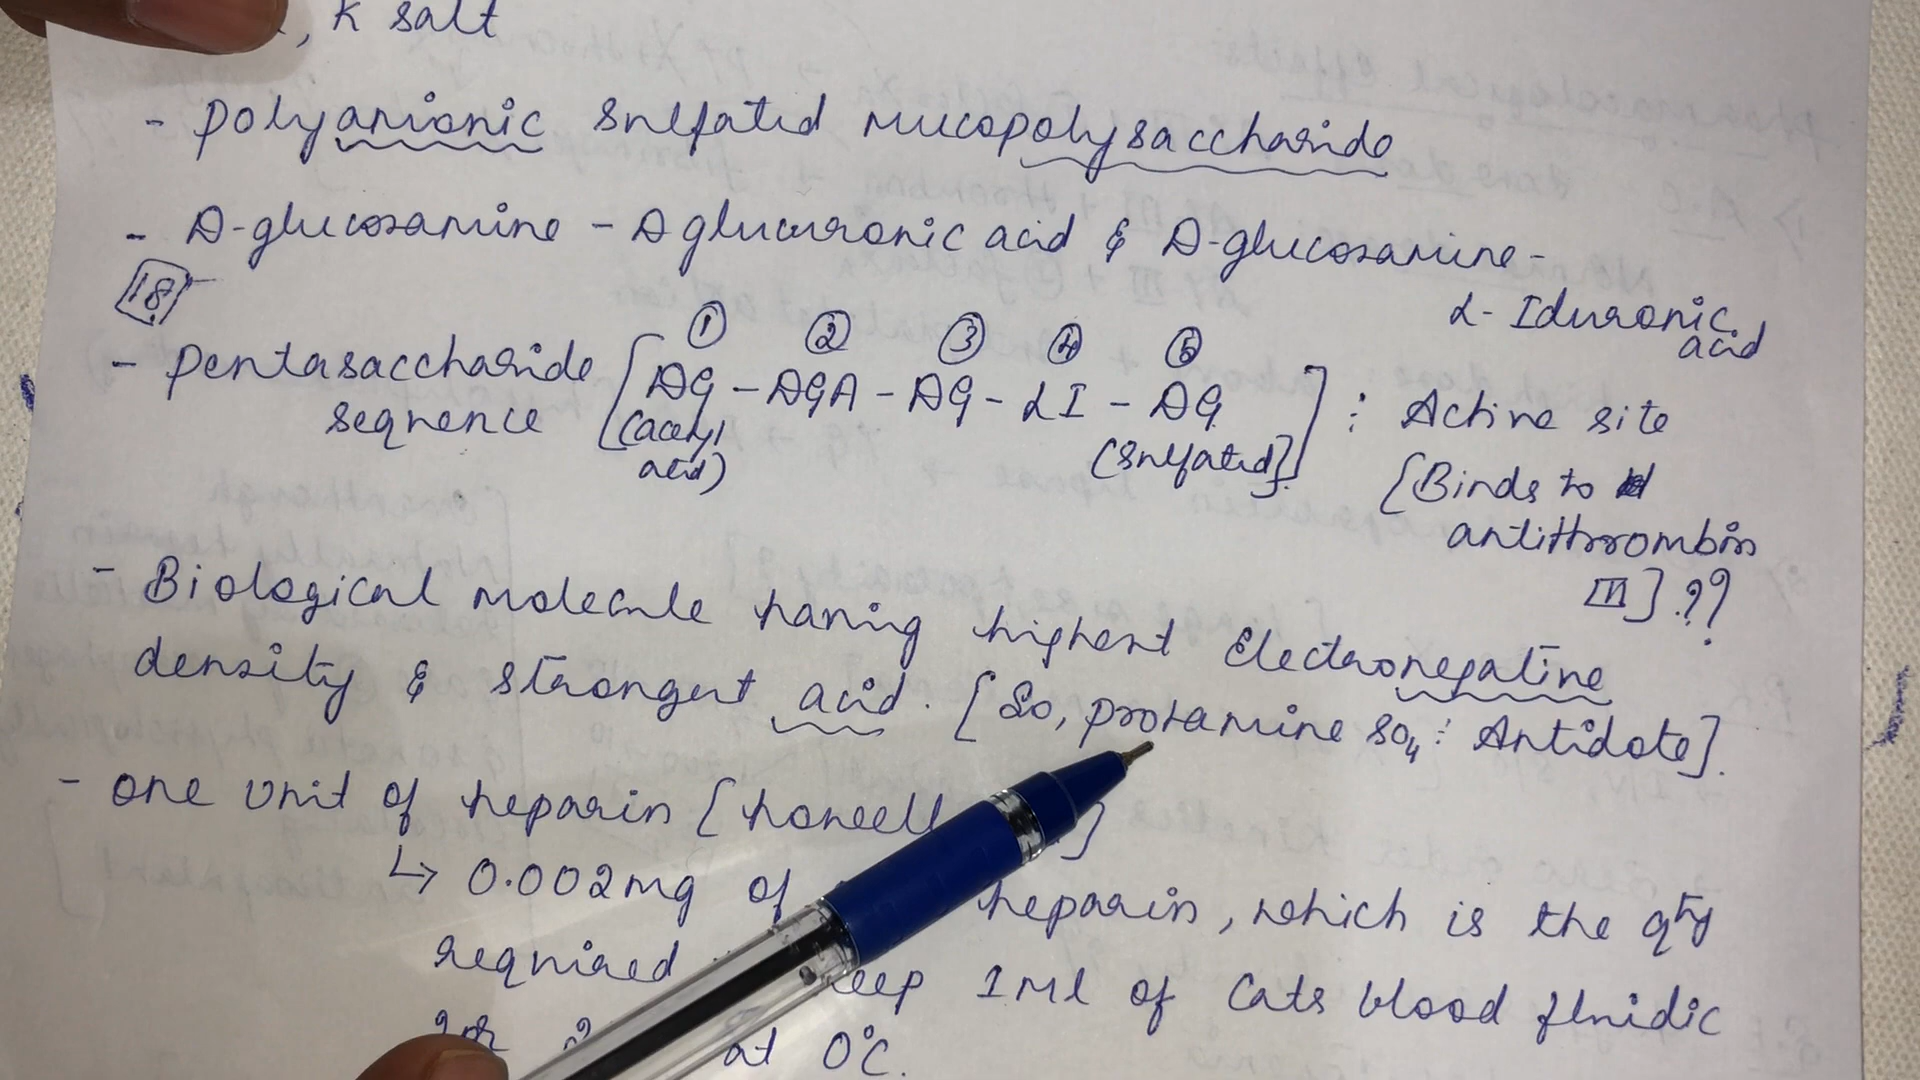 , K salt
- polyanionic sulfated mucopolysaccharide
- D-glucosamine - D glucuronic acid & D-glucosamine -
L- Iduronic acid
18
① ② ③ ④ ⑤
- pentasaccharide [DG - DGA - DG - LI - DG] : Active site
sequence (acetyl (sulfated) [Binds to
acid) antithrombin
III] ??
- Biological molecule having highest Electronegative
density & strongest acid. [So, protamine SO4 : Antidote].
- one unit of heparin [howell ]
↳ 0.002mg of heparin, which is the qty
required 1ml of Cats blood fluidic
at 0°C.